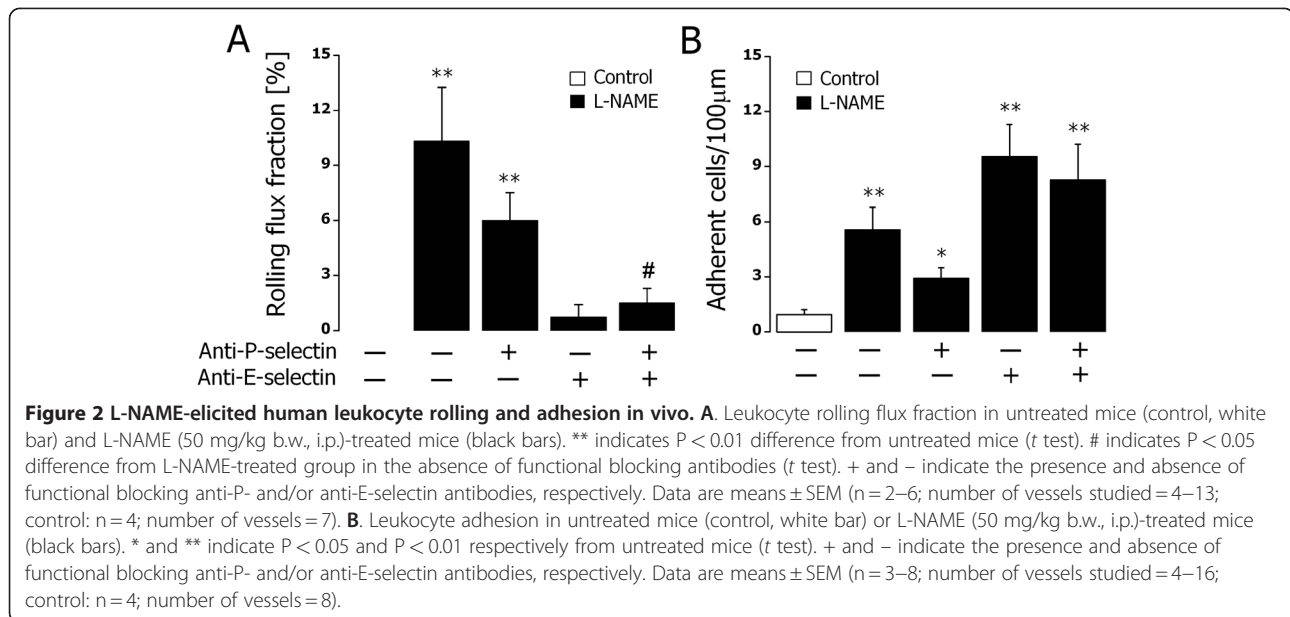 A
B
Rolling flux fraction [%]
15
12
9
6
3
0
**
**
#
Control
L-NAME
Adherent cells/100μm
15
12
9
6
3
0
Control
L-NAME
**
*
**
**
Anti-P-selectin — — + — + — — + — +
Anti-E-selectin — — — + + — — — + +
Figure 2 L-NAME-elicited human leukocyte rolling and adhesion in vivo. A. Leukocyte rolling flux fraction in untreated mice (control, white
bar) and L-NAME (50 mg/kg b.w., i.p.)-treated mice (black bars). ** indicates P < 0.01 difference from untreated mice (t test). # indicates P < 0.05
difference from L-NAME-treated group in the absence of functional blocking antibodies (t test). + and – indicate the presence and absence of
functional blocking anti-P- and/or anti-E-selectin antibodies, respectively. Data are means ± SEM (n = 2–6; number of vessels studied = 4–13;
control: n = 4; number of vessels = 7). B. Leukocyte adhesion in untreated mice (control, white bar) or L-NAME (50 mg/kg b.w., i.p.)-treated mice
(black bars). * and ** indicate P < 0.05 and P < 0.01 respectively from untreated mice (t test). + and – indicate the presence and absence of
functional blocking anti-P- and/or anti-E-selectin antibodies, respectively. Data are means ± SEM (n = 3–8; number of vessels studied = 4–16;
control: n = 4; number of vessels = 8).